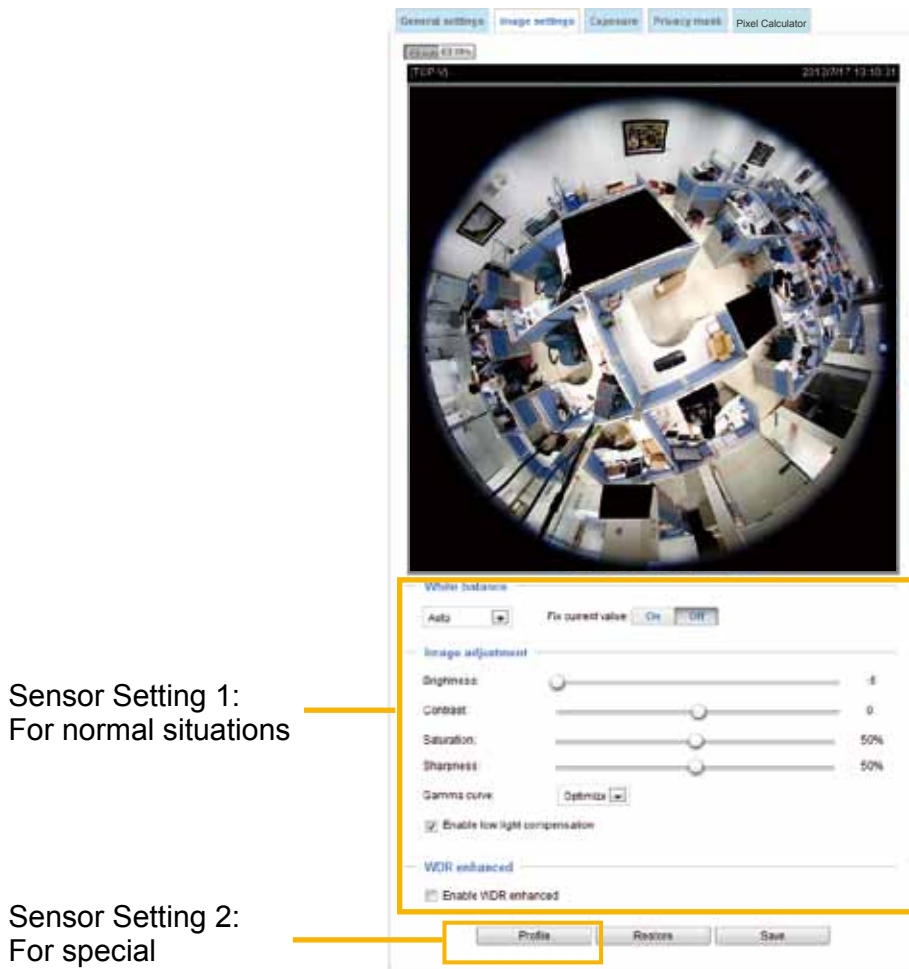 General settings Image settings Exposure Privacy mask Pixel Calculator
(TCP-V) 2012/7/17 13:10:31
White balance
Auto Fix current value: On Off
Image adjustment
Brightness: -5
Contrast: 0
Saturation: 50%
Sharpness: 50%
Gamma curve: Optimize
Enable low light compensation
WDR enhanced
Enable WDR enhanced
Profile Restore Save
Sensor Setting 1:
For normal situations
Sensor Setting 2:
For special